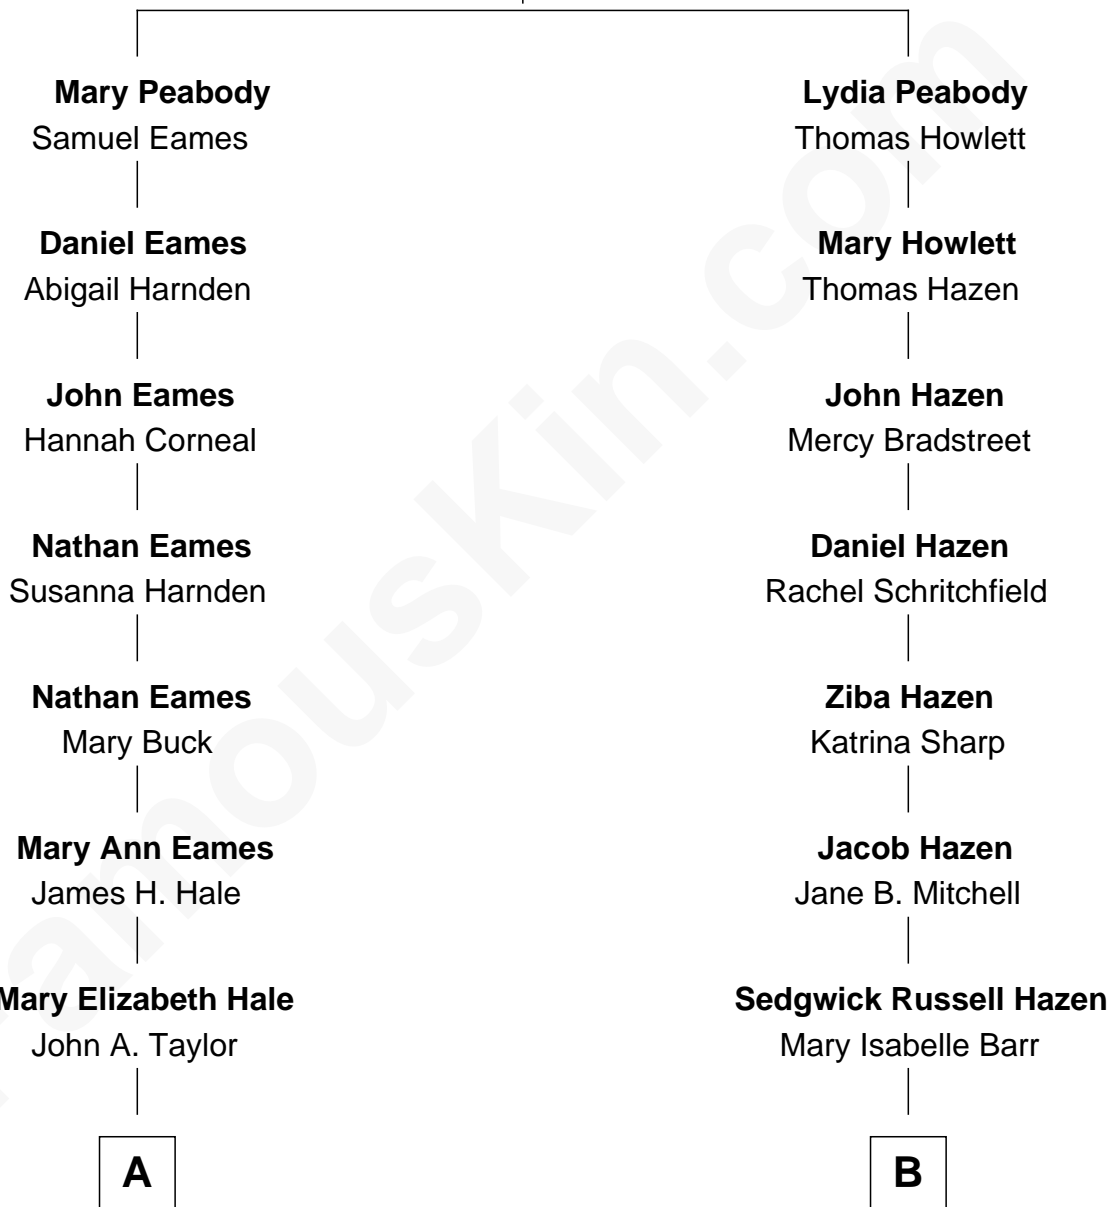 Mary Peabody
Samuel Eames
Daniel Eames
Abigail Harnden
John Eames
Hannah Corneal
Nathan Eames
Susanna Harnden
Nathan Eames
Mary Buck
Mary Ann Eames
James H. Hale
Mary Elizabeth Hale
John A. Taylor
A
Lydia Peabody
Thomas Howlett
Mary Howlett
Thomas Hazen
John Hazen
Mercy Bradstreet
Daniel Hazen
Rachel Schritchfield
Ziba Hazen
Katrina Sharp
Jacob Hazen
Jane B. Mitchell
Sedgwick Russell Hazen
Mary Isabelle Barr
B
FamousKin.com